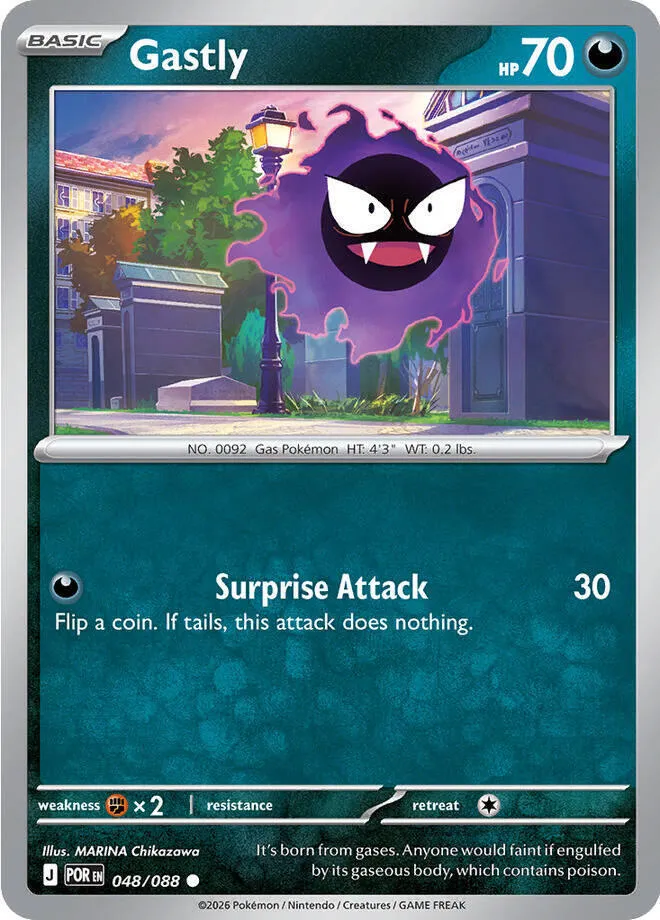 BASIC
Gastly
HP 70
NO. 0092 Gas Pokémon HT: 4'3" WT: 0.2 lbs.
Surprise Attack 30
Flip a coin. If tails, this attack does nothing.
weakness ×2 resistance retreat
Illus. MARINA Chikazawa
It's born from gases. Anyone would faint if engulfed
by its gaseous body, which contains poison.
J POR EN 048/088
©2026 Pokémon / Nintendo / Creatures / GAME FREAK